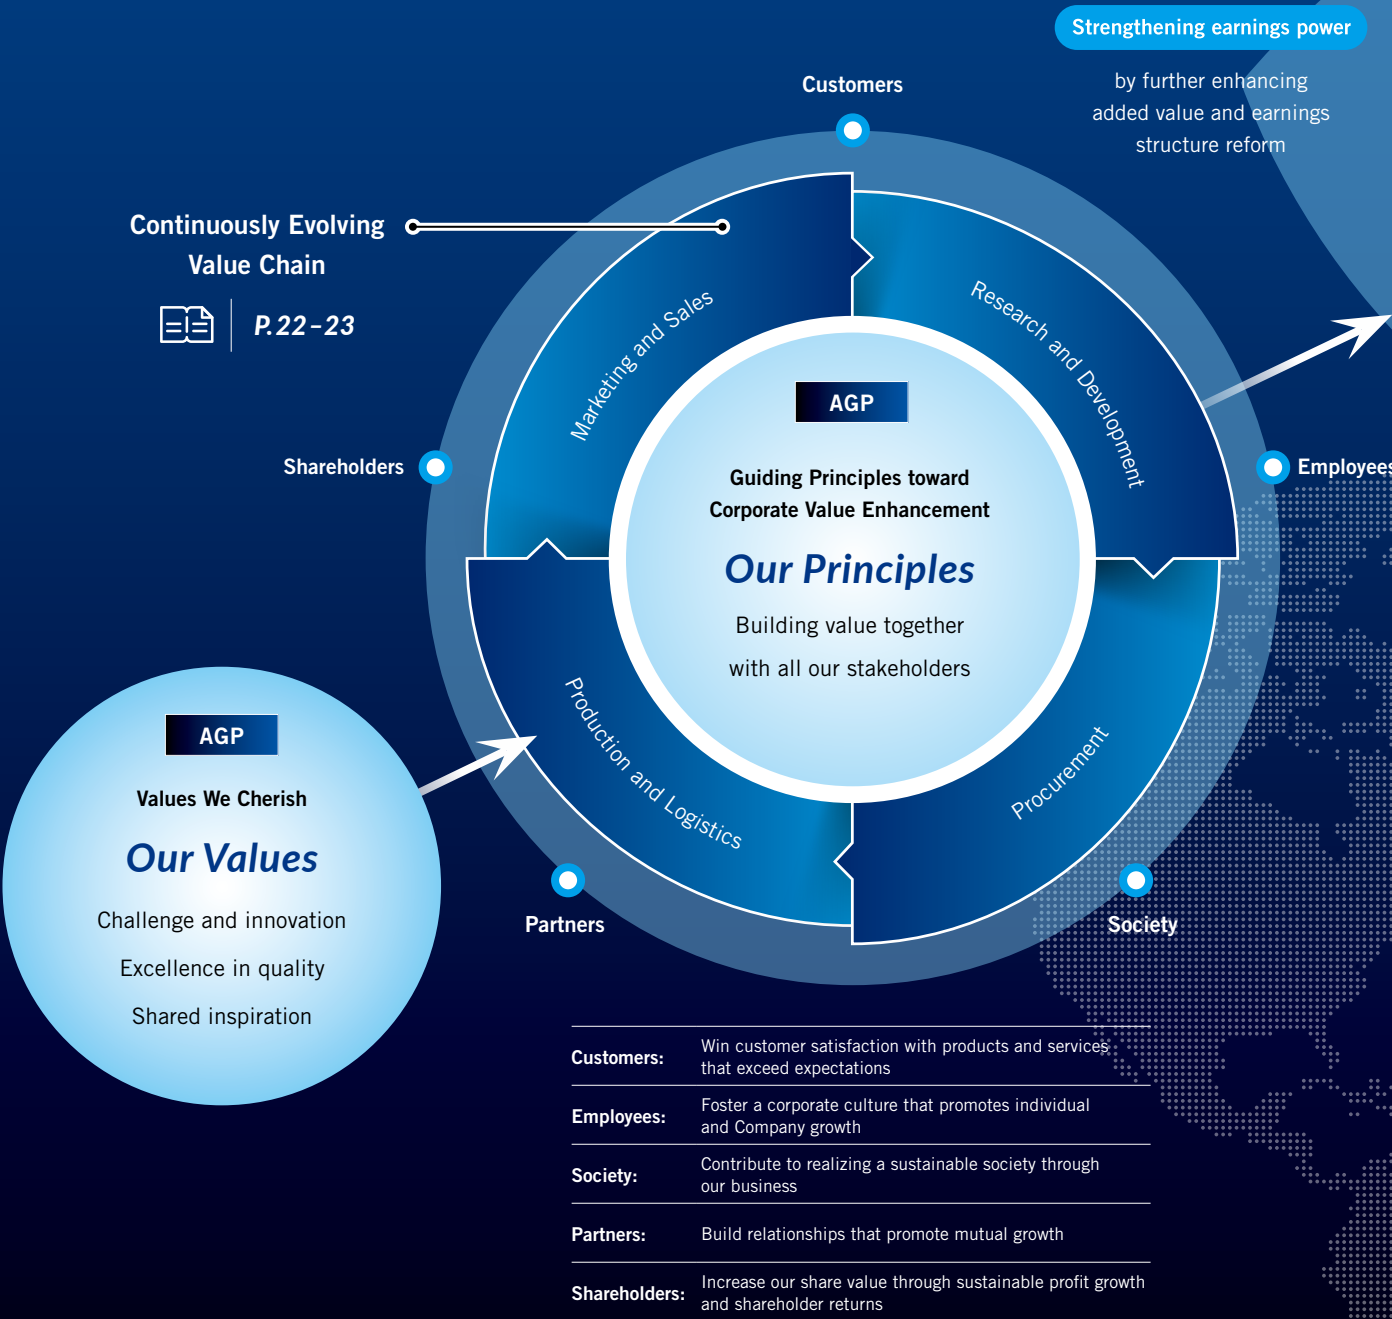 Strengthening earnings power
by further enhancing
added value and earnings
structure reform
Customers
Continuously Evolving
Value Chain
P. 22–23
Marketing and Sales
Research and Development
Shareholders
Employees
AGP
Guiding Principles toward
Corporate Value Enhancement
Our Principles
Building value together
with all our stakeholders
Production and Logistics
Procurement
Partners
Society
AGP
Values We Cherish
Our Values
Challenge and innovation
Excellence in quality
Shared inspiration
Customers: Win customer satisfaction with products and services
that exceed expectations
Employees: Foster a corporate culture that promotes individual
and Company growth
Society: Contribute to realizing a sustainable society through
our business
Partners: Build relationships that promote mutual growth
Shareholders: Increase our share value through sustainable profit growth
and shareholder returns